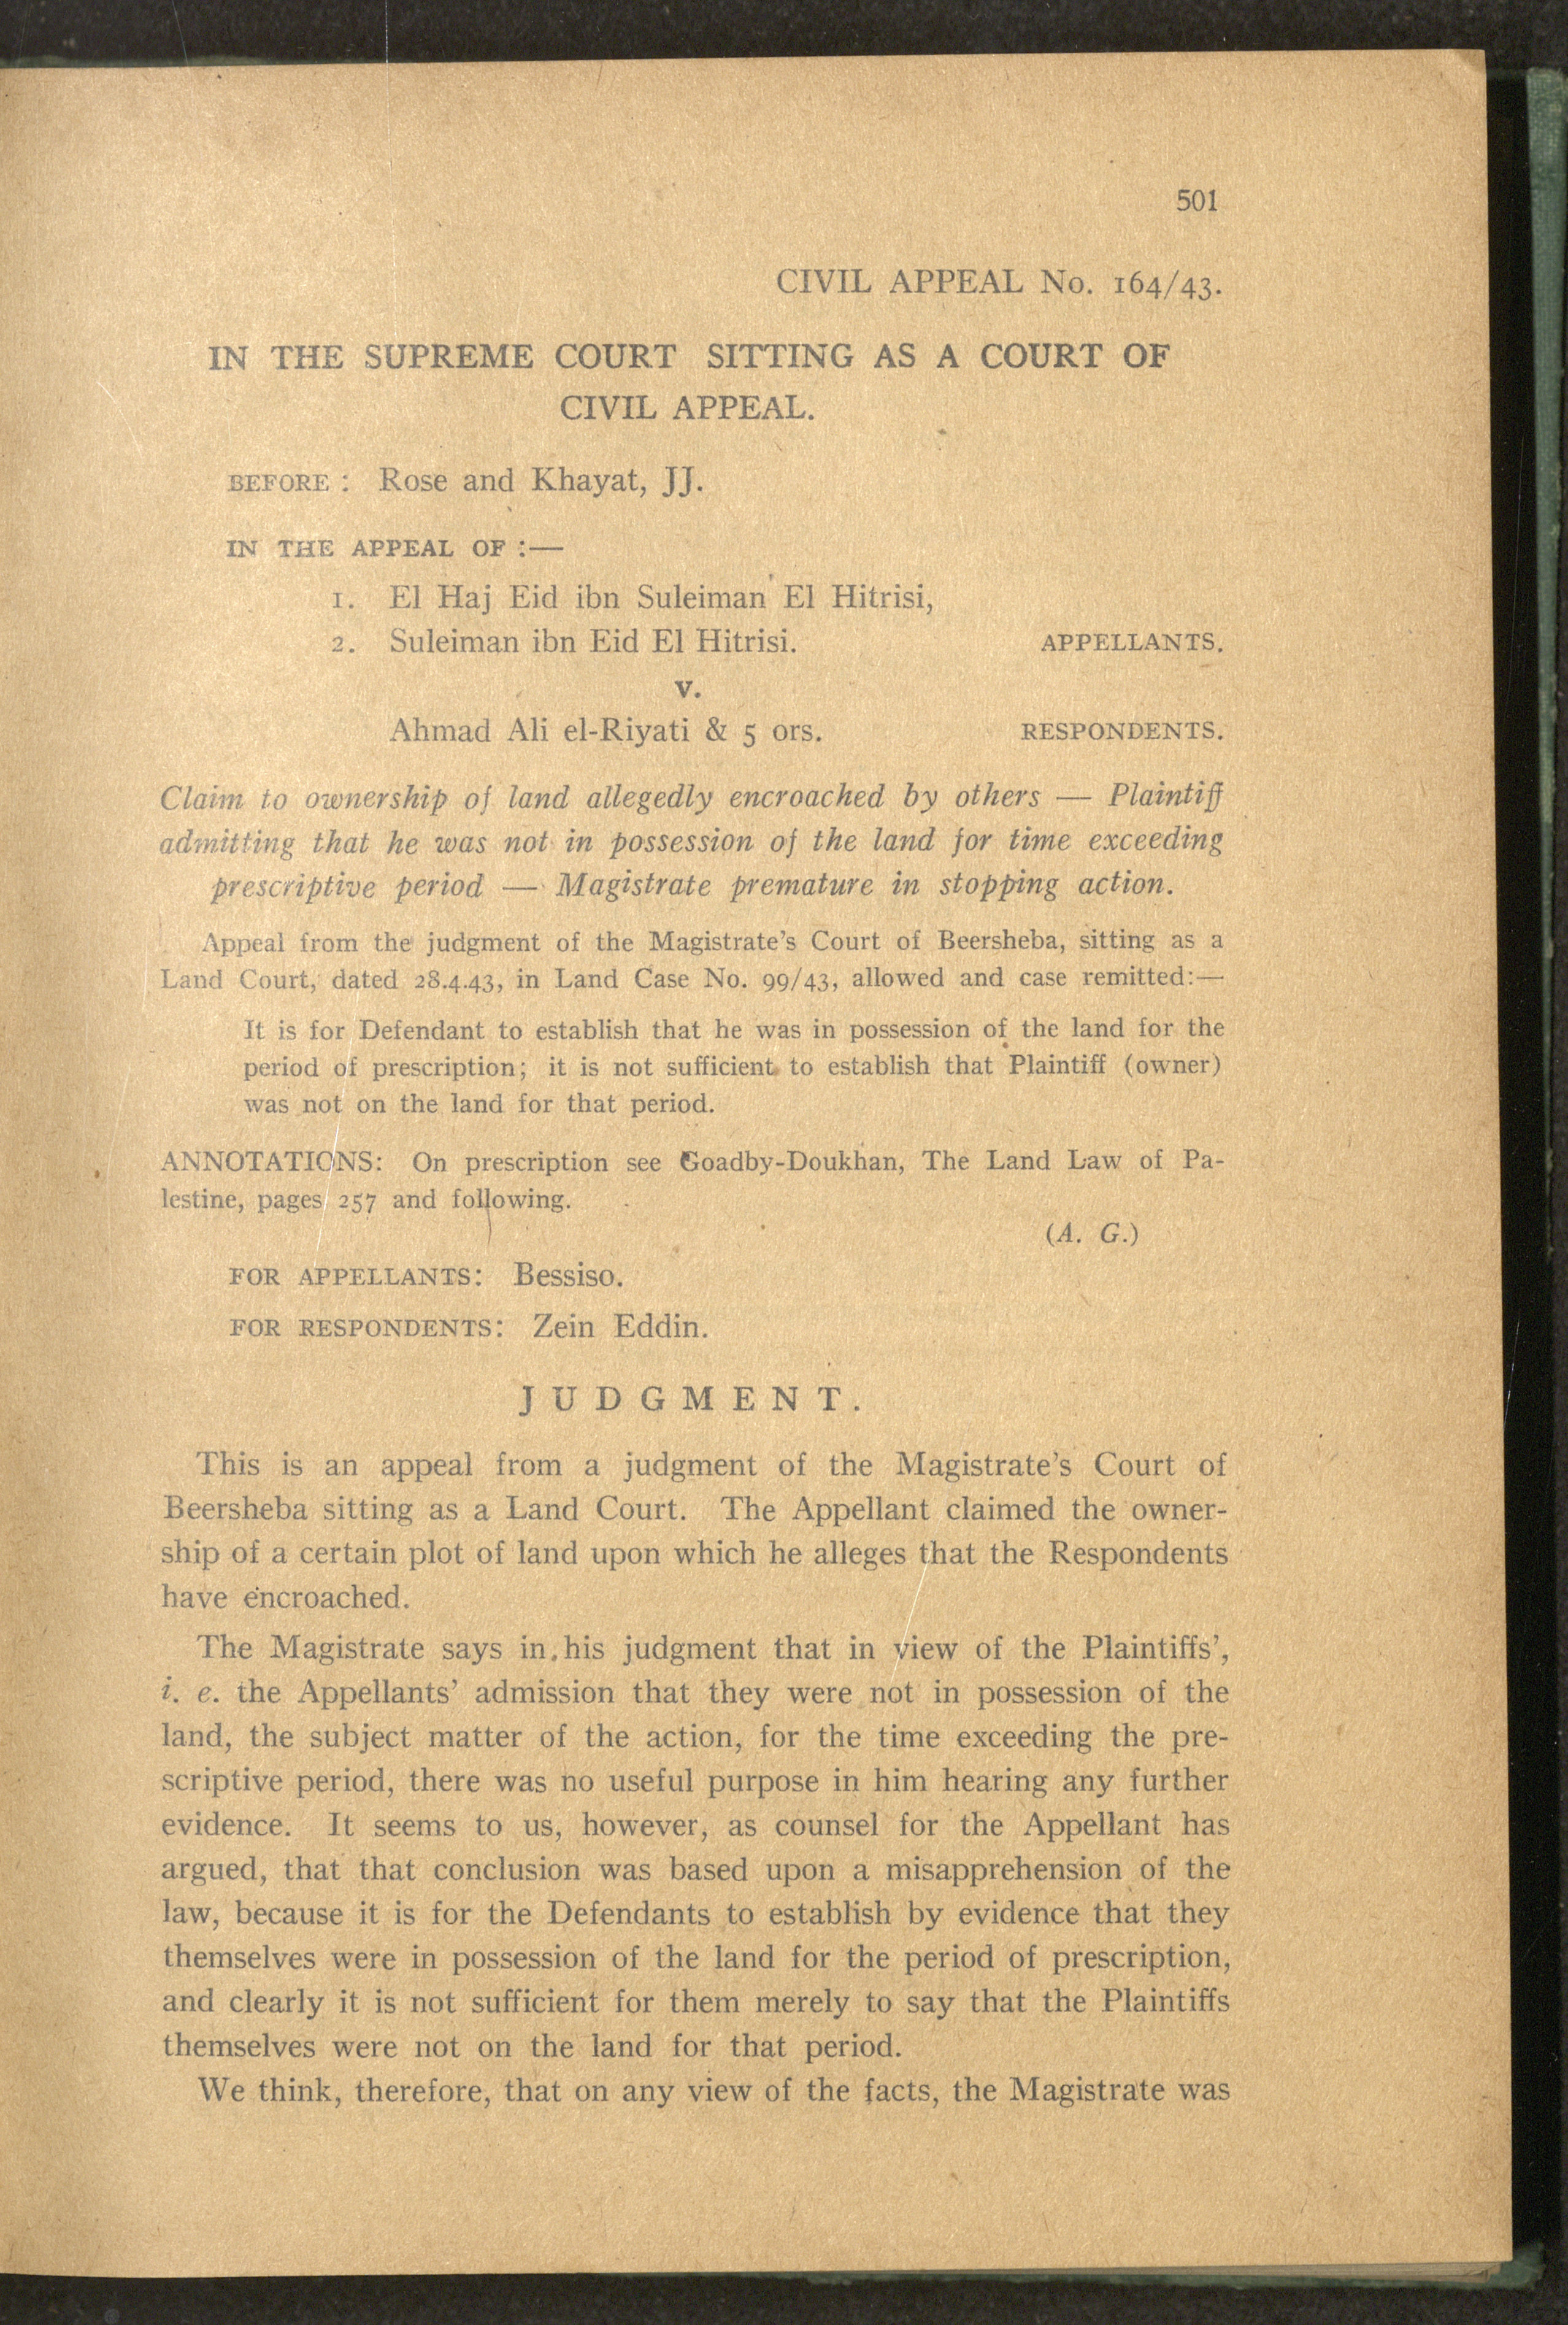 501
CIVIL APPEAL No. 164/43.
IN THE SUPREME COURT SITTING AS A COURT OF
CIVIL APPEAL.
BEFORE : Rose and Khayat, JJ.
IN THE APPEAL OF :—
1. El Haj Eid ibn Suleiman El Hitrisi,
2. Suleiman ibn Eid El Hitrisi. APPELLANTS.
v.
Ahmad Ali el-Riyati & 5 ors. RESPONDENTS.
Claim to ownership of land allegedly encroached by others — Plaintiff
admitting that he was not in possession of the land for time exceeding
prescriptive period — Magistrate premature in stopping action.
Appeal from the judgment of the Magistrate's Court of Beersheba, sitting as a
Land Court, dated 28.4.43, in Land Case No. 99/43, allowed and case remitted:—
It is for Defendant to establish that he was in possession of the land for the
period of prescription; it is not sufficient to establish that Plaintiff (owner)
was not on the land for that period.
ANNOTATIONS: On prescription see Goadby-Doukhan, The Land Law of Pa-
lestine, pages 257 and following.
(A. G.)
FOR APPELLANTS: Bessiso.
FOR RESPONDENTS: Zein Eddin.
JUDGMENT.
This is an appeal from a judgment of the Magistrate's Court of
Beersheba sitting as a Land Court. The Appellant claimed the owner-
ship of a certain plot of land upon which he alleges that the Respondents
have encroached.
The Magistrate says in his judgment that in view of the Plaintiffs',
i. e. the Appellants' admission that they were not in possession of the
land, the subject matter of the action, for the time exceeding the pre-
scriptive period, there was no useful purpose in him hearing any further
evidence. It seems to us, however, as counsel for the Appellant has
argued, that that conclusion was based upon a misapprehension of the
law, because it is for the Defendants to establish by evidence that they
themselves were in possession of the land for the period of prescription,
and clearly it is not sufficient for them merely to say that the Plaintiffs
themselves were not on the land for that period.
We think, therefore, that on any view of the facts, the Magistrate was